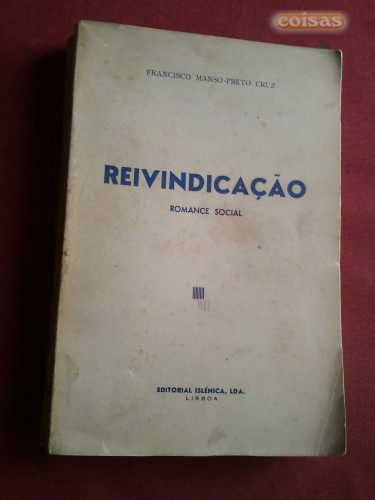 coisas
FRANCISCO MANSO-PRETO CRUZ
REIVINDICAÇÃO
ROMANCE SOCIAL
EDITORIAL ISLÉNICA, LDA.
LISBOA